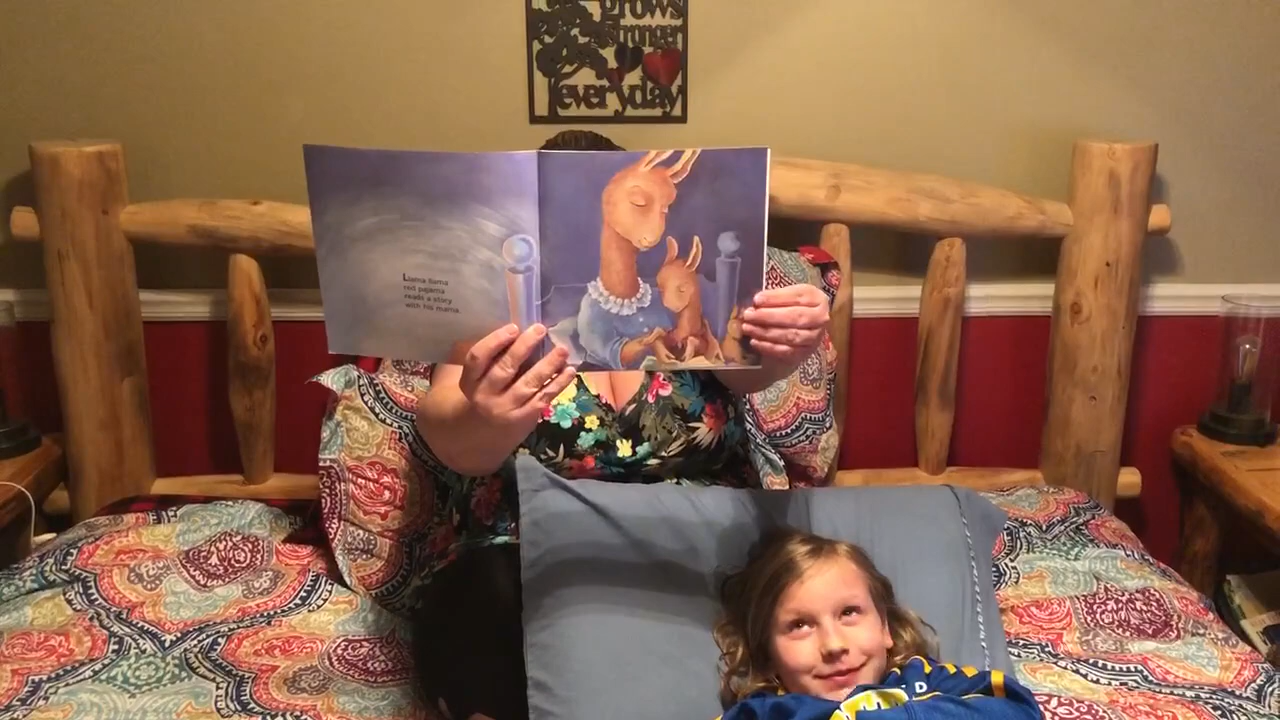 grows
stronger
everyday
Llama llama
red pajama
reads a story
with his mama.
D